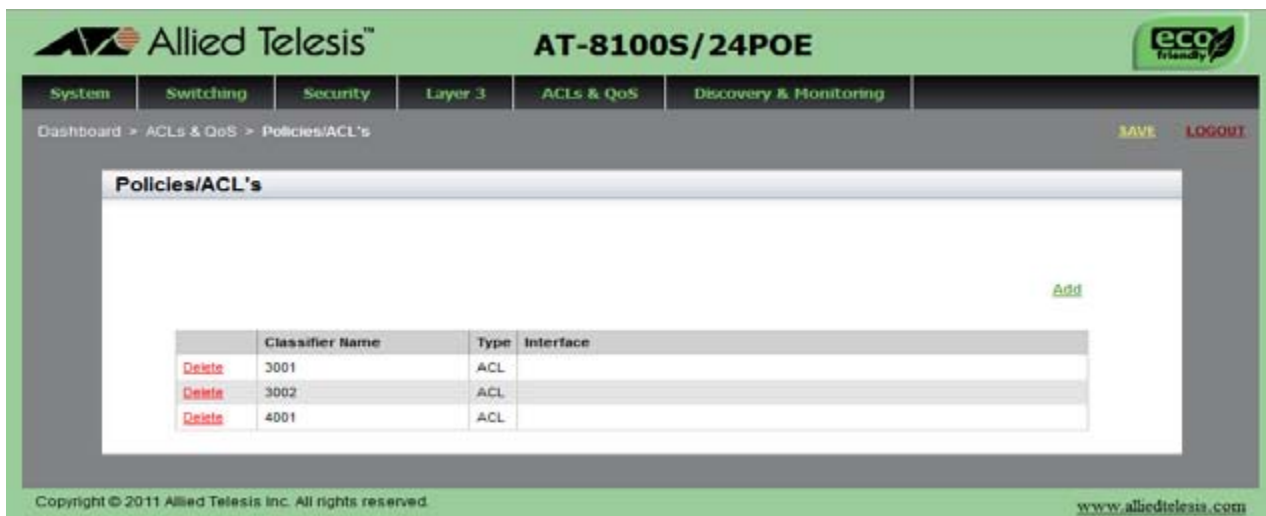 Allied Telesis™ AT-8100S/24POE eco friendly
System Switching Security Layer 3 ACLs & QoS Discovery & Monitoring
Dashboard > ACLs & QoS > Policies/ACL's SAVE LOGOUT
Policies/ACL's
Add
Classifier Name Type Interface
Delete 3001 ACL
Delete 3002 ACL
Delete 4001 ACL
Copyright © 2011 Allied Telesis Inc. All rights reserved. www.alliedtelesis.com